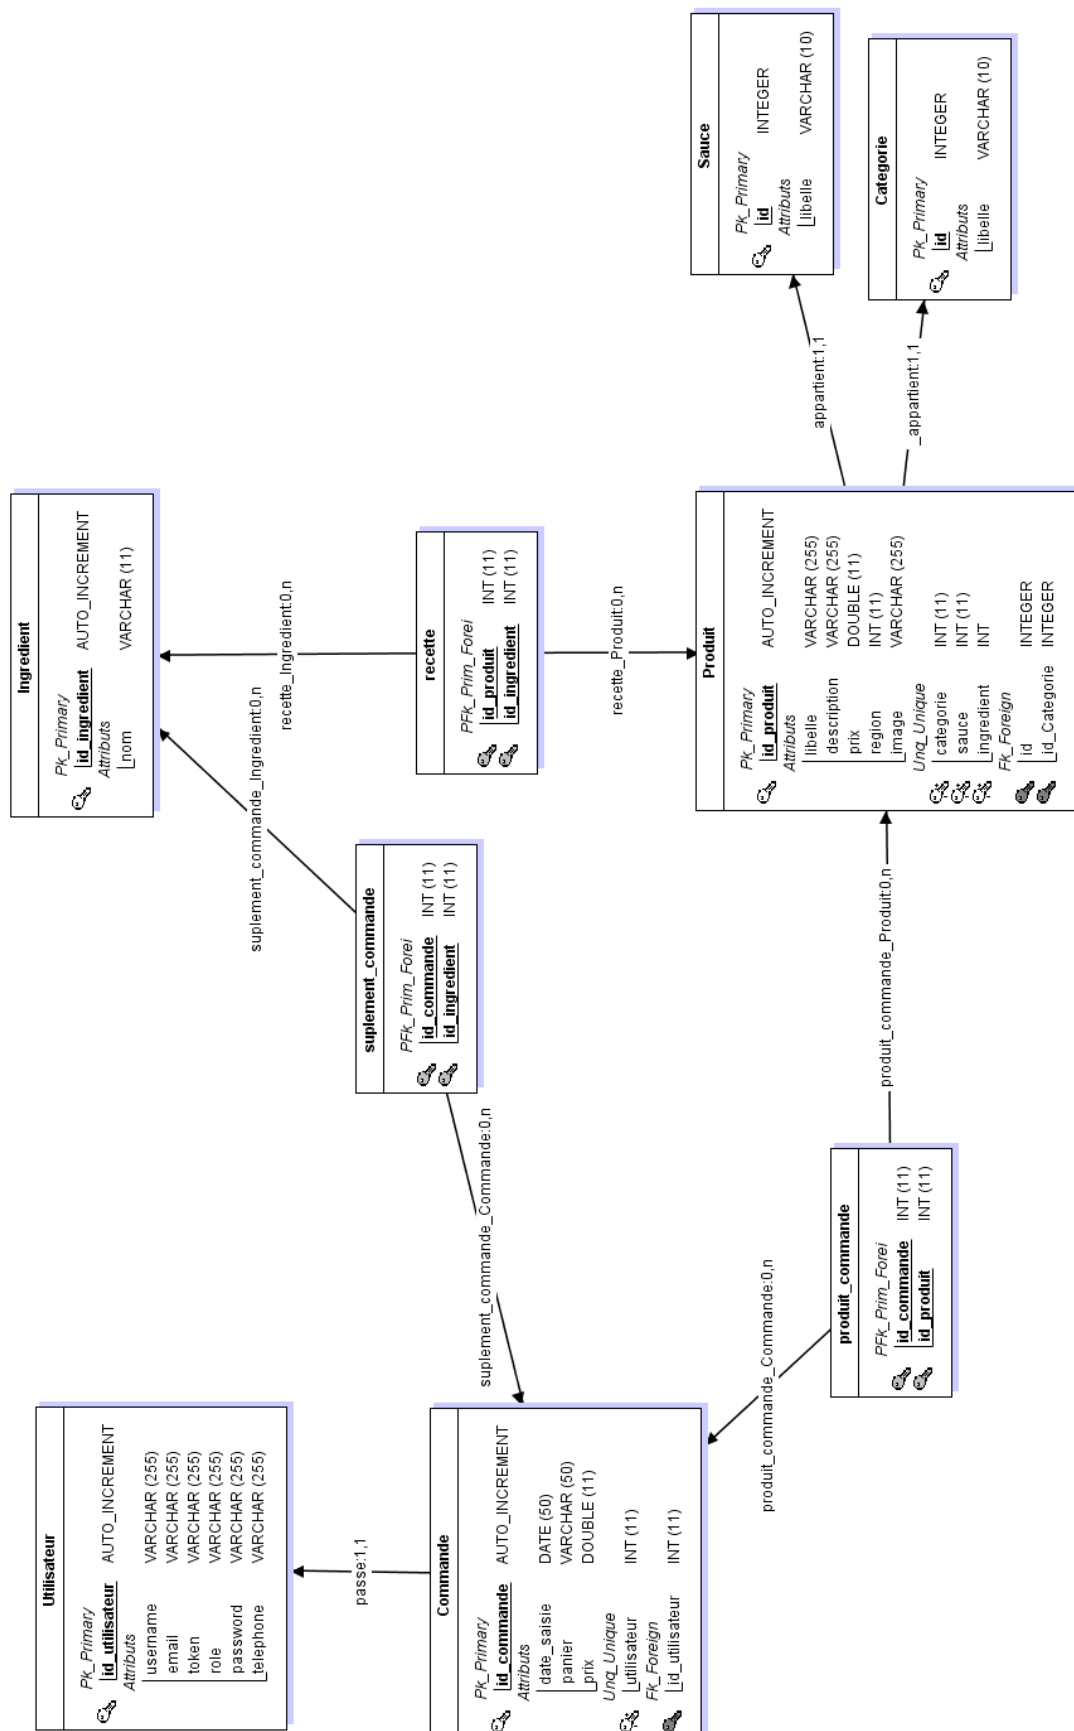 Utilisateur
Pk_Primary
id_utilisateur AUTO_INCREMENT
Attributs
username VARCHAR (255)
email VARCHAR (255)
token VARCHAR (255)
role VARCHAR (255)
password VARCHAR (255)
telephone VARCHAR (255)
passe:1,1
Commande
Pk_Primary
id_commande AUTO_INCREMENT
Attributs
date_saisie DATE (50)
panier VARCHAR (50)
prix DOUBLE (11)
Unq_Unique
utilisateur INT (11)
Fk_Foreign
id_utilisateur INT (11)
suplement_commande_Commande:0,n
suplement_commande
PFk_Prim_Forei
id_commande INT (11)
id_ingredient INT (11)
suplement_commande_Ingredient:0,n
Ingredient
Pk_Primary
id_ingredient AUTO_INCREMENT
Attributs
nom VARCHAR (11)
recette_Ingredient:0,n
recette
PFk_Prim_Forei
id_produit INT (11)
id_ingredient INT (11)
recette_Produit:0,n
produit_commande_Commande:0,n
produit_commande
PFk_Prim_Forei
id_commande INT (11)
id_produit INT (11)
produit_commande_Produit:0,n
Produit
Pk_Primary
id_produit AUTO_INCREMENT
Attributs
libelle VARCHAR (255)
description VARCHAR (255)
prix DOUBLE (11)
region INT (11)
image VARCHAR (255)
Unq_Unique
categorie INT (11)
sauce INT (11)
ingredient INT
Fk_Foreign
id INTEGER
id_Categorie INTEGER
appartient:1,1
_appartient:1,1
Sauce
Pk_Primary
id INTEGER
Attributs
libelle VARCHAR (10)
Categorie
Pk_Primary
id INTEGER
Attributs
libelle VARCHAR (10)